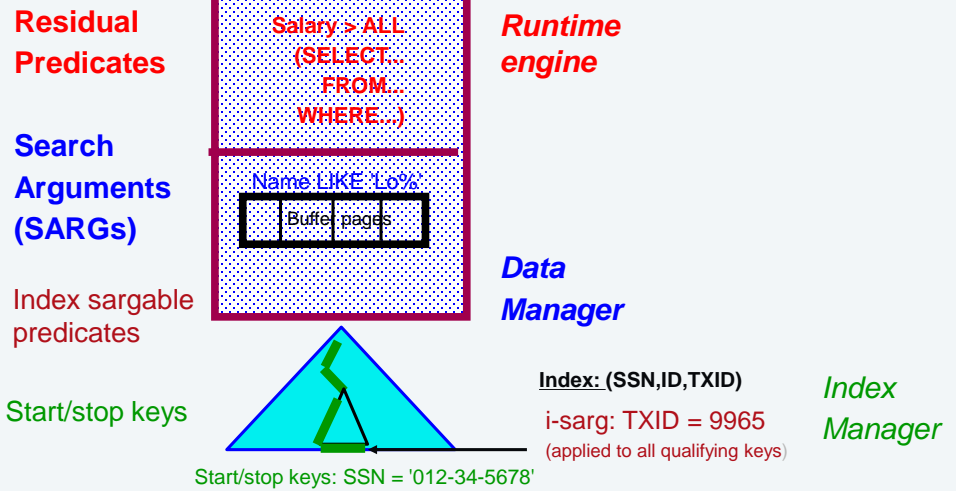 Residual
Predicates
Salary > ALL
(SELECT...
FROM...
WHERE...)
Runtime
engine
Search
Arguments
(SARGs)
Name LIKE 'Lo%'
Buffer pages
Data
Manager
Index sargable
predicates
Start/stop keys
Index: (SSN,ID,TXID)
i-sarg: TXID = 9965
(applied to all qualifying keys)
Index
Manager
Start/stop keys: SSN = '012-34-5678'